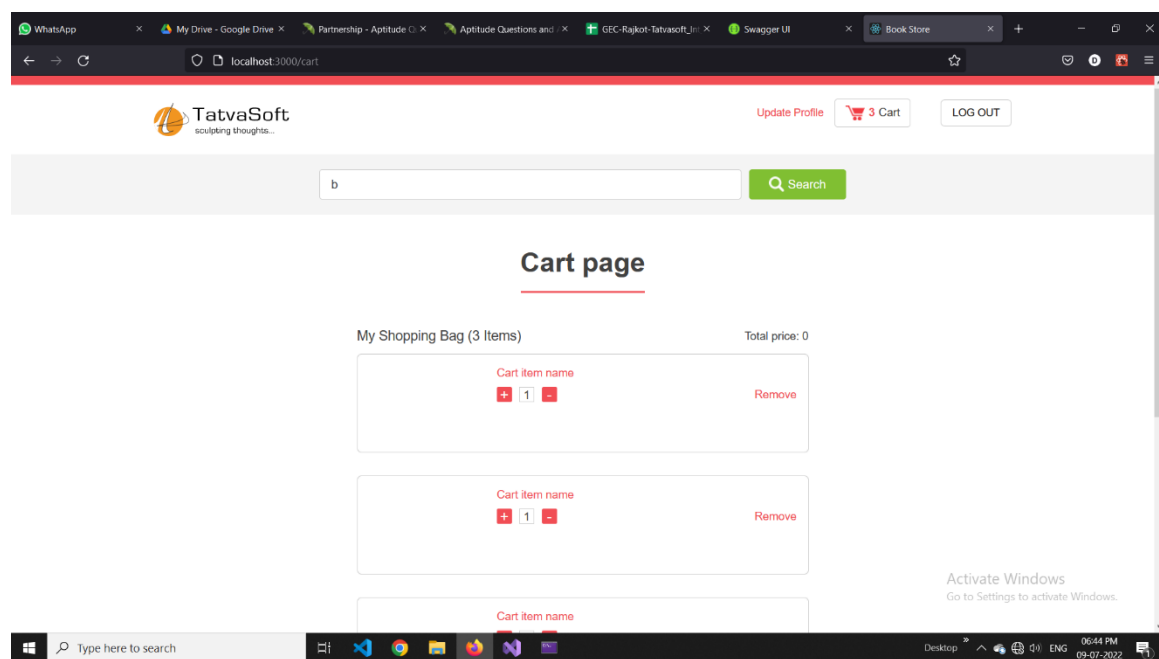 WhatsApp
My Drive - Google Drive
Partnership - Aptitude
Aptitude Questions and
GEC-Rajkot-Tatvasoft_Int
Swagger UI
Book Store
localhost:3000/cart
TatvaSoft
sculpting thoughts...
Update Profile
3 Cart
LOG OUT
b
Search
Cart page
My Shopping Bag (3 Items)
Total price: 0
Cart item name
+ 1 -
Remove
Cart item name
+ 1 -
Remove
Cart item name
Activate Windows
Go to Settings to activate Windows.
Type here to search
Desktop
ENG
06:44 PM
09-07-2022